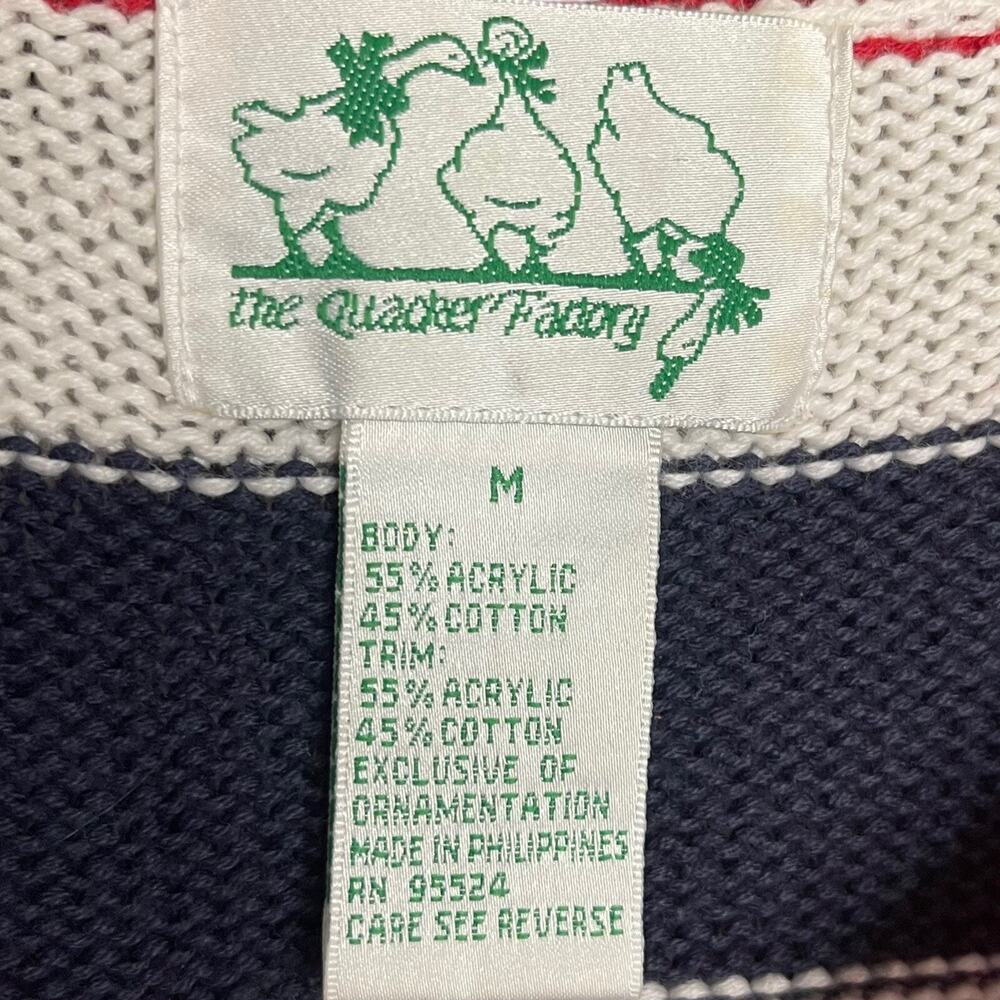 the Quacker Factory
M
BODY:
55% ACRYLIC
45% COTTON
TRIM:
55% ACRYLIC
45% COTTON
EXCLUSIVE OF
ORNAMENTATION
MADE IN PHILIPPINES
RN 95524
CARE SEE REVERSE